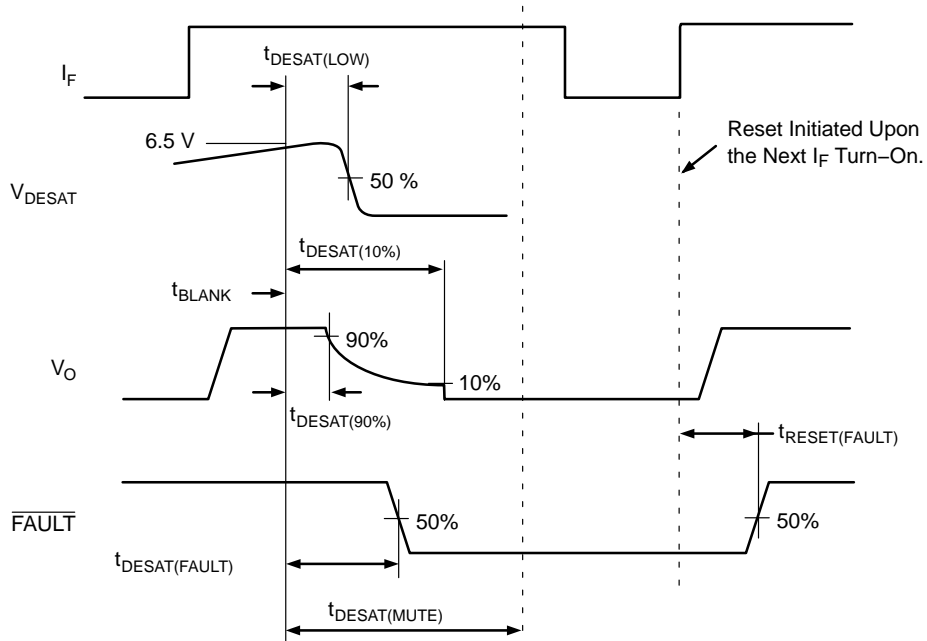 t_DESAT(LOW)
I_F
6.5 V
Reset Initiated Upon
the Next I_F Turn−On.
50 %
V_DESAT
t_DESAT(10%)
t_BLANK
90%
V_O
10%
t_DESAT(90%)
t_RESET(FAULT)
FAULT
50%
50%
t_DESAT(FAULT)
t_DESAT(MUTE)